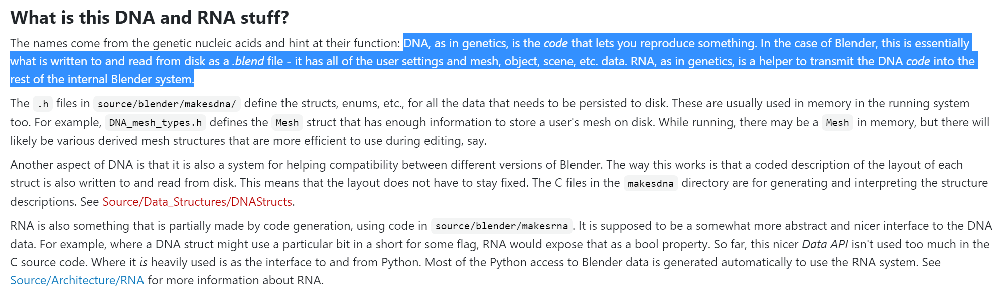 What is this DNA and RNA stuff?
The names come from the genetic nucleic acids and hint at their function: DNA, as in genetics, is the code that lets you reproduce something. In the case of Blender, this is essentially
what is written to and read from disk as a .blend file - it has all of the user settings and mesh, object, scene, etc. data. RNA, as in genetics, is a helper to transmit the DNA code into the
rest of the internal Blender system.
The .h files in source/blender/makesdna/ define the structs, enums, etc., for all the data that needs to be persisted to disk. These are usually used in memory in the running system
too. For example, DNA_mesh_types.h defines the Mesh struct that has enough information to store a user's mesh on disk. While running, there may be a Mesh in memory, but there will
likely be various derived mesh structures that are more efficient to use during editing, say.
Another aspect of DNA is that it is also a system for helping compatibility between different versions of Blender. The way this works is that a coded description of the layout of each
struct is also written to and read from disk. This means that the layout does not have to stay fixed. The C files in the makesdna directory are for generating and interpreting the structure
descriptions. See Source/Data_Structures/DNAStructs.
RNA is also something that is partially made by code generation, using code in source/blender/makesrna. It is supposed to be a somewhat more abstract and nicer interface to the DNA
data. For example, where a DNA struct might use a particular bit in a short for some flag, RNA would expose that as a bool property. So far, this nicer Data API isn't used too much in the
C source code. Where it is heavily used is as the interface to and from Python. Most of the Python access to Blender data is generated automatically to use the RNA system. See
Source/Architecture/RNA for more information about RNA.